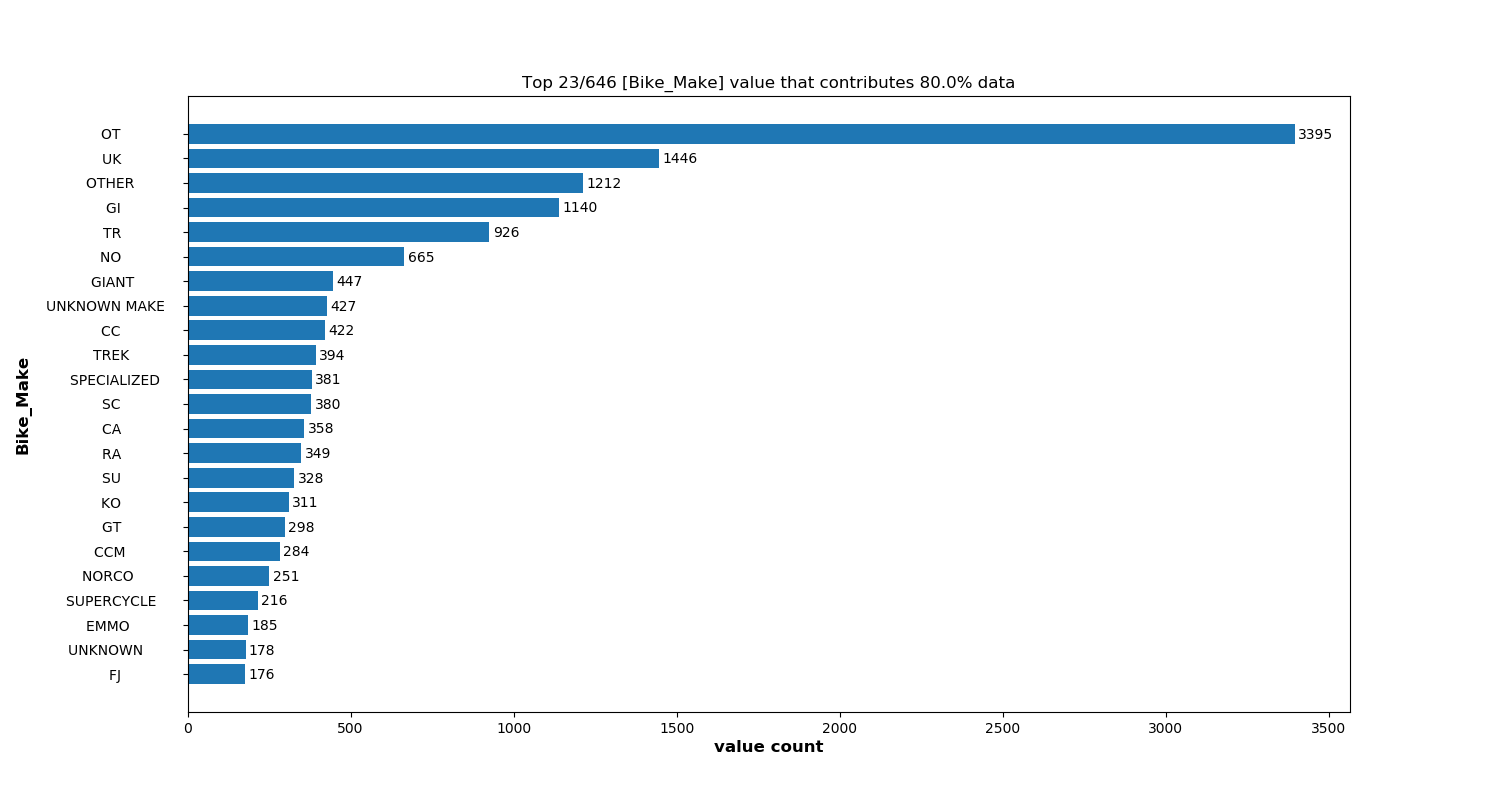 Top 23/646 [Bike_Make] value that contributes 80.0% data
OT 3395
UK 1446
OTHER 1212
GI 1140
TR 926
NO 665
GIANT 447
UNKNOWN MAKE 427
CC 422
TREK 394
SPECIALIZED 381
SC 380
CA 358
RA 349
SU 328
KO 311
GT 298
CCM 284
NORCO 251
SUPERCYCLE 216
EMMO 185
UNKNOWN 178
FJ 176
Bike_Make
0 500 1000 1500 2000 2500 3000 3500
value count